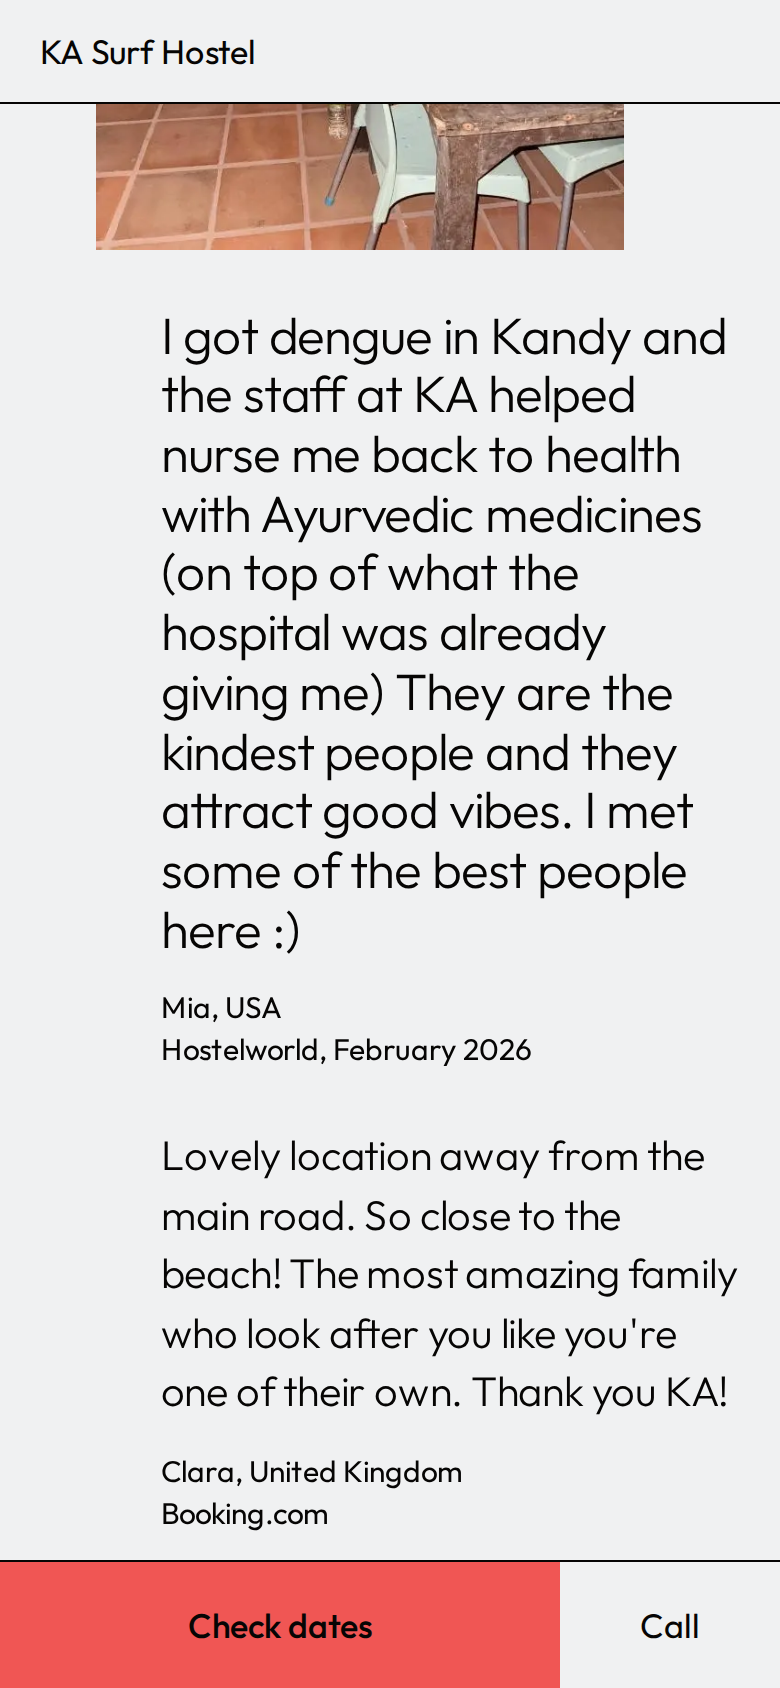 KA Surf Hostel
I got dengue in Kandy and
the staff at KA helped
nurse me back to health
with Ayurvedic medicines
(on top of what the
hospital was already
giving me) They are the
kindest people and they
attract good vibes. I met
some of the best people
here :)
Mia, USA
Hostelworld, February 2026
Lovely location away from the
main road. So close to the
beach! The most amazing family
who look after you like you're
one of their own. Thank you KA!
Clara, United Kingdom
Booking.com
Check dates
Call